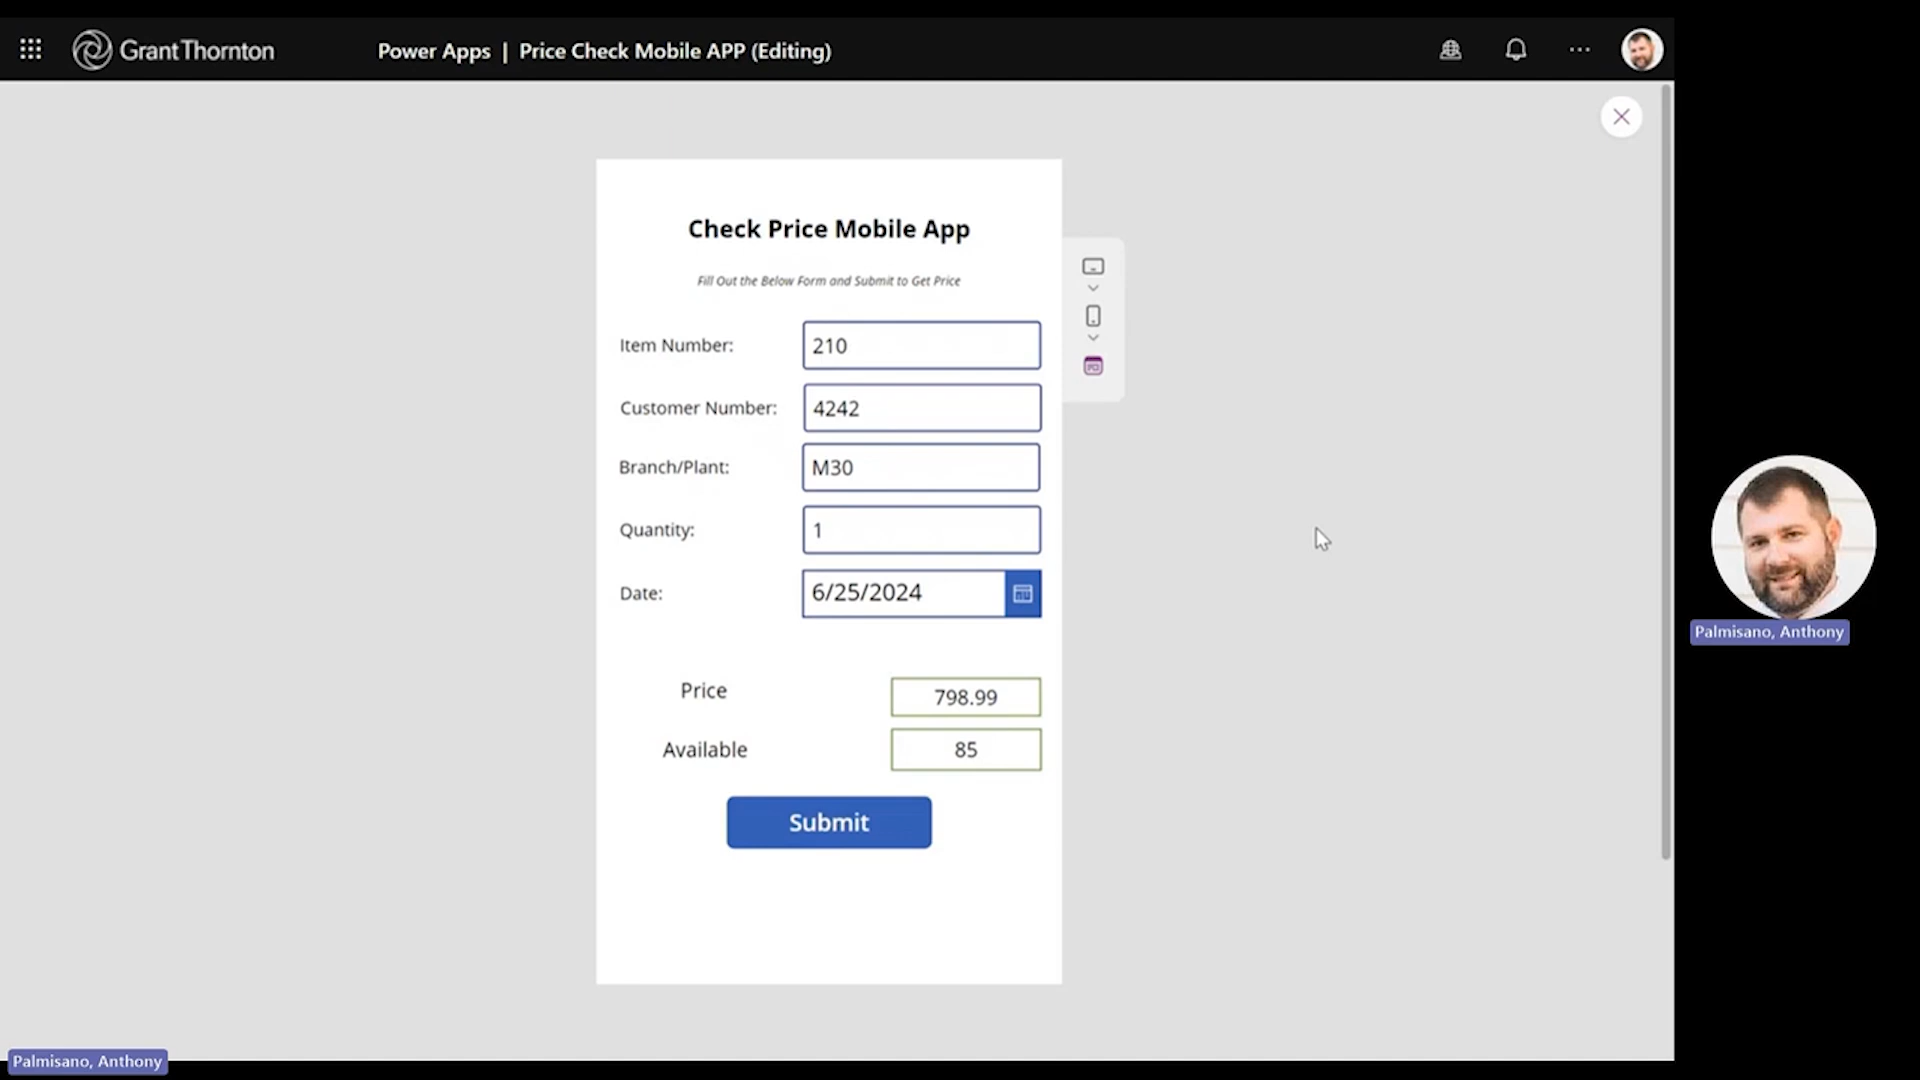 Grant Thornton
Power Apps | Price Check Mobile APP (Editing)
Check Price Mobile App
Fill Out the Below Form and Submit to Get Price
Item Number: 210
Customer Number: 4242
Branch/Plant: M30
Quantity: 1
Date: 6/25/2024
Price 798.99
Available 85
Submit
Palmisano, Anthony
Palmisano, Anthony